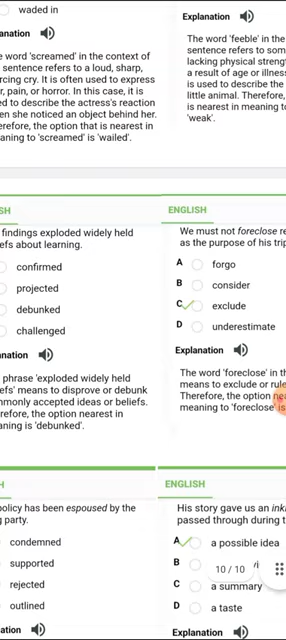 waded in
anation
e word 'screamed' in the context of
sentence refers to a loud, sharp,
rcing cry. It is often used to express
r, pain, or horror. In this case, it is
ed to describe the actress's reaction
en she noticed an object behind her.
erefore, the option that is nearest in
aning to 'screamed' is 'wailed'.
Explanation
The word 'feeble' in the
sentence refers to som
lacking physical streng
a result of age or illnes
is used to describe the
little animal. Therefore,
is nearest in meaning to
'weak'.
SH
findings exploded widely held
efs about learning.
confirmed
projected
debunked
challenged
nation
phrase 'exploded widely held
efs' means to disprove or debunk
mmonly accepted ideas or beliefs.
refore, the option nearest in
aning is 'debunked'.
ENGLISH
We must not foreclose re
as the purpose of his trip
A forgo
B consider
C exclude
D underestimate
Explanation
The word 'foreclose' in th
means to exclude or rule
Therefore, the option nea
meaning to 'foreclose' is
H
policy has been espoused by the
g party.
condemned
supported
rejected
outlined
ation
ENGLISH
His story gave us an ink
passed through during t
A a possible idea
B
10 / 10
C a summary
D a taste
Explanation